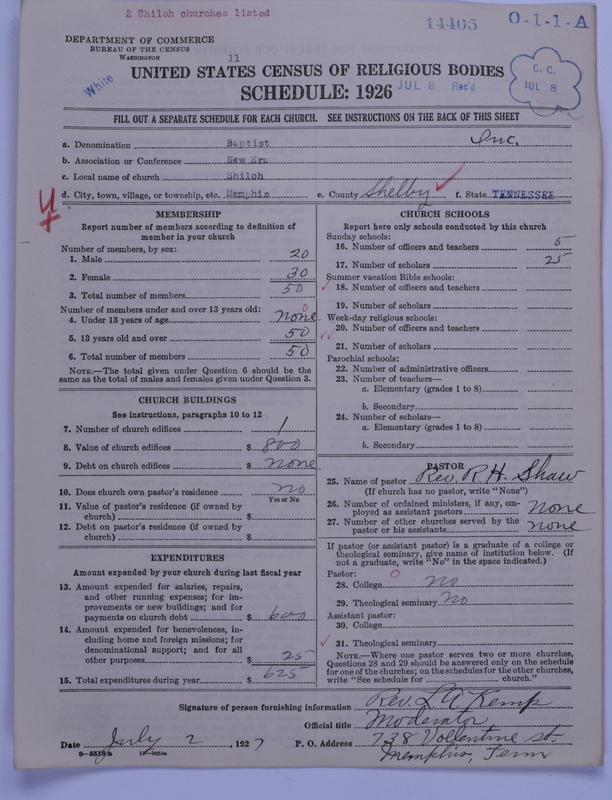 2 Shiloh churches listed
14405 0-1-1-A
DEPARTMENT OF COMMERCE
BUREAU OF THE CENSUS
WASHINGTON
11
White
UNITED STATES CENSUS OF RELIGIOUS BODIES
SCHEDULE: 1926
JUL 8 Rec'd
C. C.
JUL 8
FILL OUT A SEPARATE SCHEDULE FOR EACH CHURCH. SEE INSTRUCTIONS ON THE BACK OF THIS SHEET
a. Denomination Baptist Inc.
b. Association or Conference New Era
c. Local name of church Shiloh
d. City, town, village, or township, etc. Memphis e. County Shelby f. State TENNESSEE
MEMBERSHIP
Report number of members according to definition of
member in your church
Number of members, by sex:
1. Male 20
2. Female 30
3. Total number of members 50
Number of members under and over 13 years old:
4. Under 13 years of age none
5. 13 years old and over 50
6. Total number of members 50
NOTE.—The total given under Question 6 should be the
same as the total of males and females given under Question 3.
CHURCH BUILDINGS
See instructions, paragraphs 10 to 12
7. Number of church edifices 1
8. Value of church edifices $ 800
9. Debt on church edifices $ none
10. Does church own pastor's residence no
Yes or No
11. Value of pastor's residence (if owned by
church) $
12. Debt on pastor's residence (if owned by
church) $
EXPENDITURES
Amount expended by your church during last fiscal year
13. Amount expended for salaries, repairs,
and other running expenses; for im-
provements or new buildings; and for
payments on church debt $ 600
14. Amount expended for benevolences, in-
cluding home and foreign missions; for
denominational support; and for all
other purposes $ 25
15. Total expenditures during year $ 625
CHURCH SCHOOLS
Report here only schools conducted by this church
Sunday schools:
16. Number of officers and teachers 5
17. Number of scholars 25
Summer vacation Bible schools:
18. Number of officers and teachers
19. Number of scholars
Week-day religious schools:
20. Number of officers and teachers
21. Number of scholars
Parochial schools:
22. Number of administrative officers
23. Number of teachers—
a. Elementary (grades 1 to 8)
b. Secondary
24. Number of scholars—
a. Elementary (grades 1 to 8)
b. Secondary
PASTOR
25. Name of pastor Rev. R. H. Shaw
(If church has no pastor, write "None")
26. Number of ordained ministers, if any, em-
ployed as assistant pastors none
27. Number of other churches served by the
pastor or his assistants none
If pastor (or assistant pastor) is a graduate of a college or
theological seminary, give name of institution below. (If
not a graduate, write "No" in the space indicated.)
Pastor:
28. College no
29. Theological seminary no
Assistant pastor:
30. College
31. Theological seminary
NOTE.—Where one pastor serves two or more churches,
Questions 28 and 29 should be answered only on the schedule
for one of the churches; on the schedules for the other churches,
write "See schedule for church."
Signature of person furnishing information Rev. L A Kemp
Official title Moderator
Date July 2, 1927 P. O. Address 738 Vollentine st.
Memphis, Tenn
8-5518a